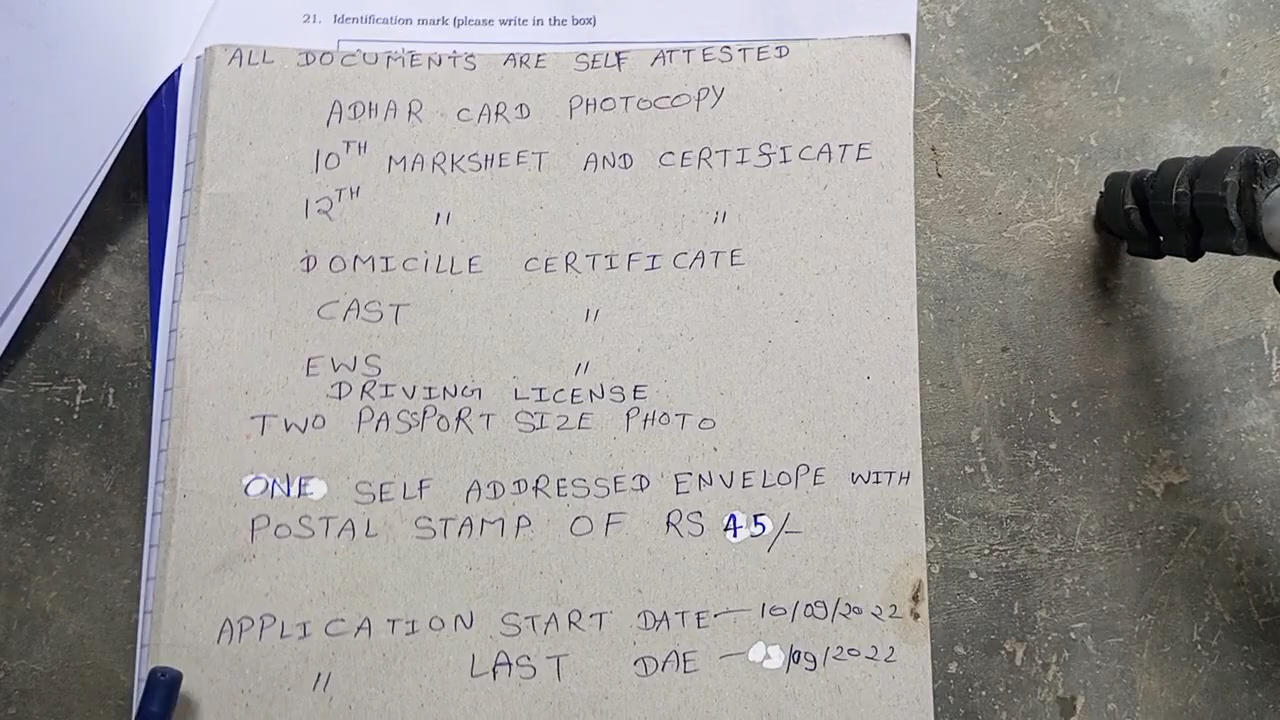 21. Identification mark (please write in the box)
ALL DOCUMENTS ARE SELF ATTESTED
ADHAR CARD PHOTOCOPY
10TH MARKSHEET AND CERTIFICATE
12TH " "
DOMICILLE CERTIFICATE
CAST "
EWS "
DRIVING LICENSE
TWO PASSPORT SIZE PHOTO
ONE SELF ADDRESSED ENVELOPE WITH
POSTAL STAMP OF RS 45/-
APPLICATION START DATE - 10/09/2022
" LAST DAE - /09/2022